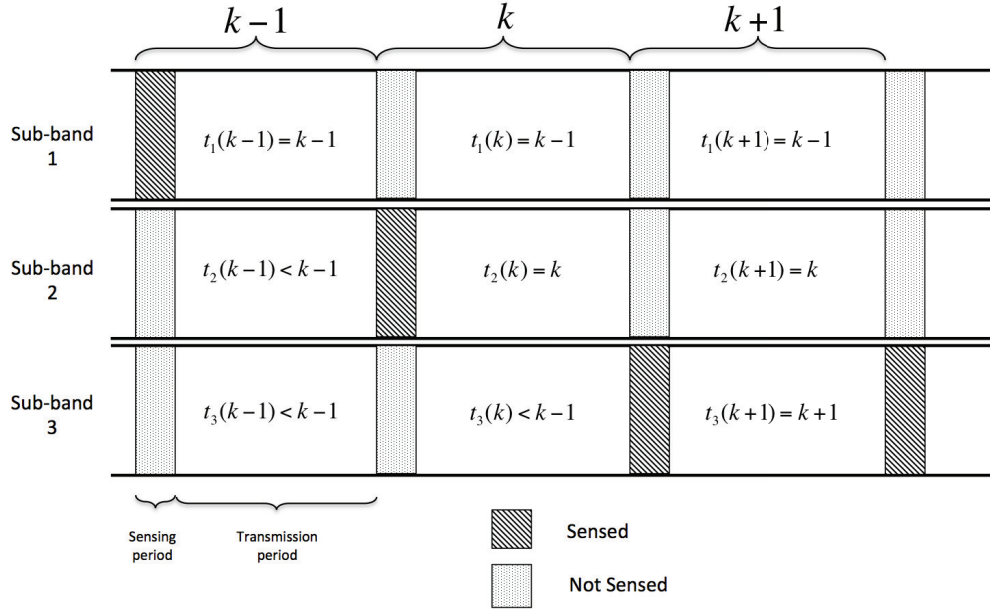 k−1 k k+1
Sub-band
1
t₁(k−1) = k−1 t₁(k) = k−1 t₁(k+1) = k−1
Sub-band
2
t₂(k−1) < k−1 t₂(k) = k t₂(k+1) = k
Sub-band
3
t₃(k−1) < k−1 t₃(k) < k−1 t₃(k+1) = k+1
Sensing
period
Transmission
period
Sensed
Not Sensed